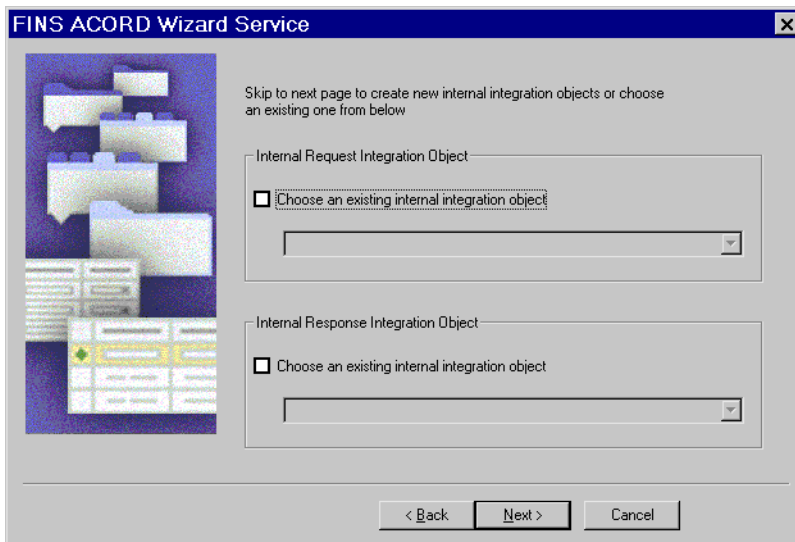 FINS ACORD Wizard Service
Skip to next page to create new internal integration objects or choose
an existing one from below
Internal Request Integration Object
Choose an existing internal integration object
Internal Response Integration Object
Choose an existing internal integration object
< Back
Next >
Cancel